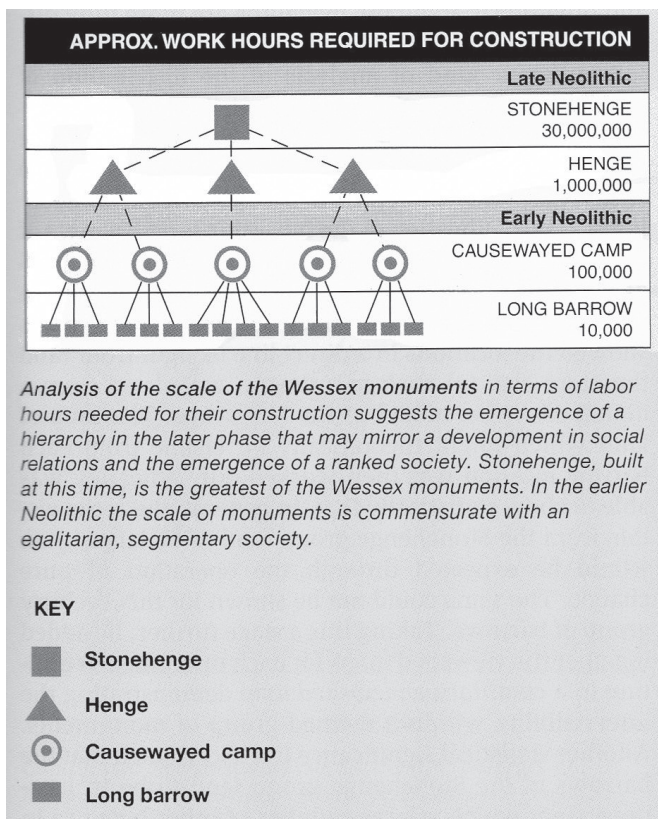 APPROX. WORK HOURS REQUIRED FOR CONSTRUCTION
Late Neolithic
STONEHENGE
30,000,000
HENGE
1,000,000
Early Neolithic
CAUSEWAYED CAMP
100,000
LONG BARROW
10,000
Analysis of the scale of the Wessex monuments in terms of labor
hours needed for their construction suggests the emergence of a
hierarchy in the later phase that may mirror a development in social
relations and the emergence of a ranked society. Stonehenge, built
at this time, is the greatest of the Wessex monuments. In the earlier
Neolithic the scale of monuments is commensurate with an
egalitarian, segmentary society.
KEY
Stonehenge
Henge
Causewayed camp
Long barrow